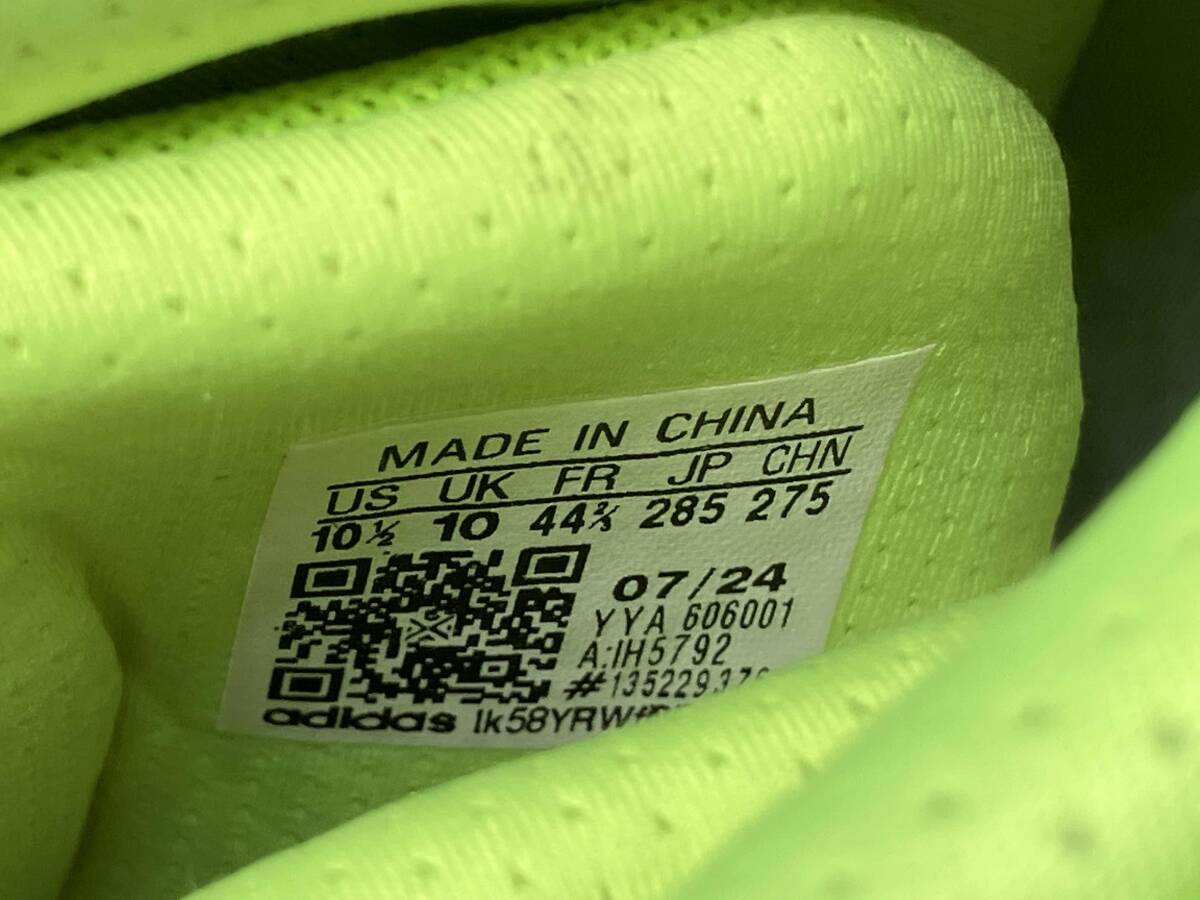 MADE IN CHINA
US UK FR JP CHN
10½ 10 44⅔ 285 275
07/24
YYA 606001
A:IH5792
adidas